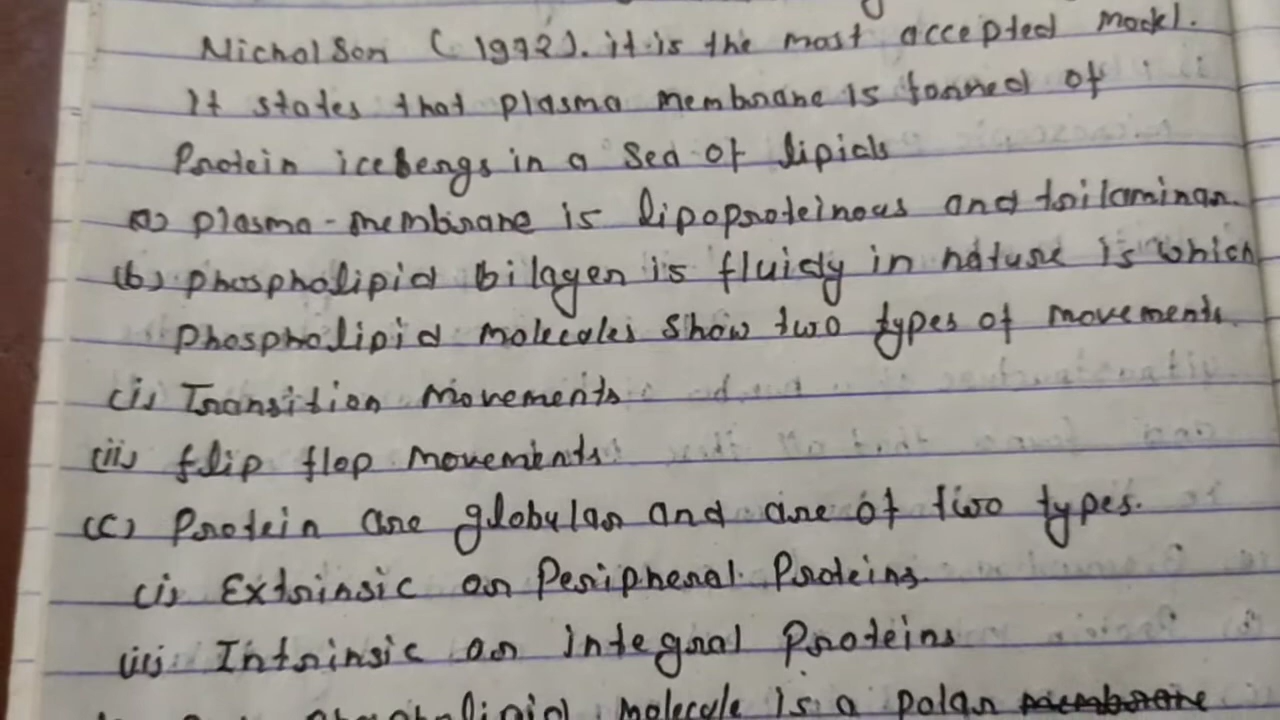 Nicholson (1972). it is the most accepted model.
It states that plasma membrane is formed of
Protein icebergs in a sea of lipids
(a) plasma-membrane is lipoproteinous and trilaminar.
(b) phospholipid bilayer is fluidy in nature is which
Phospholipid molecules show two types of movements.
(i) Transition movements
(ii) flip flop movements
(c) Protein are globular and are of two types.
(i) Extrinsic or Peripheral Proteins.
(ii) Intrinsic or integral Proteins
phospholipid molecule is a polar membrane